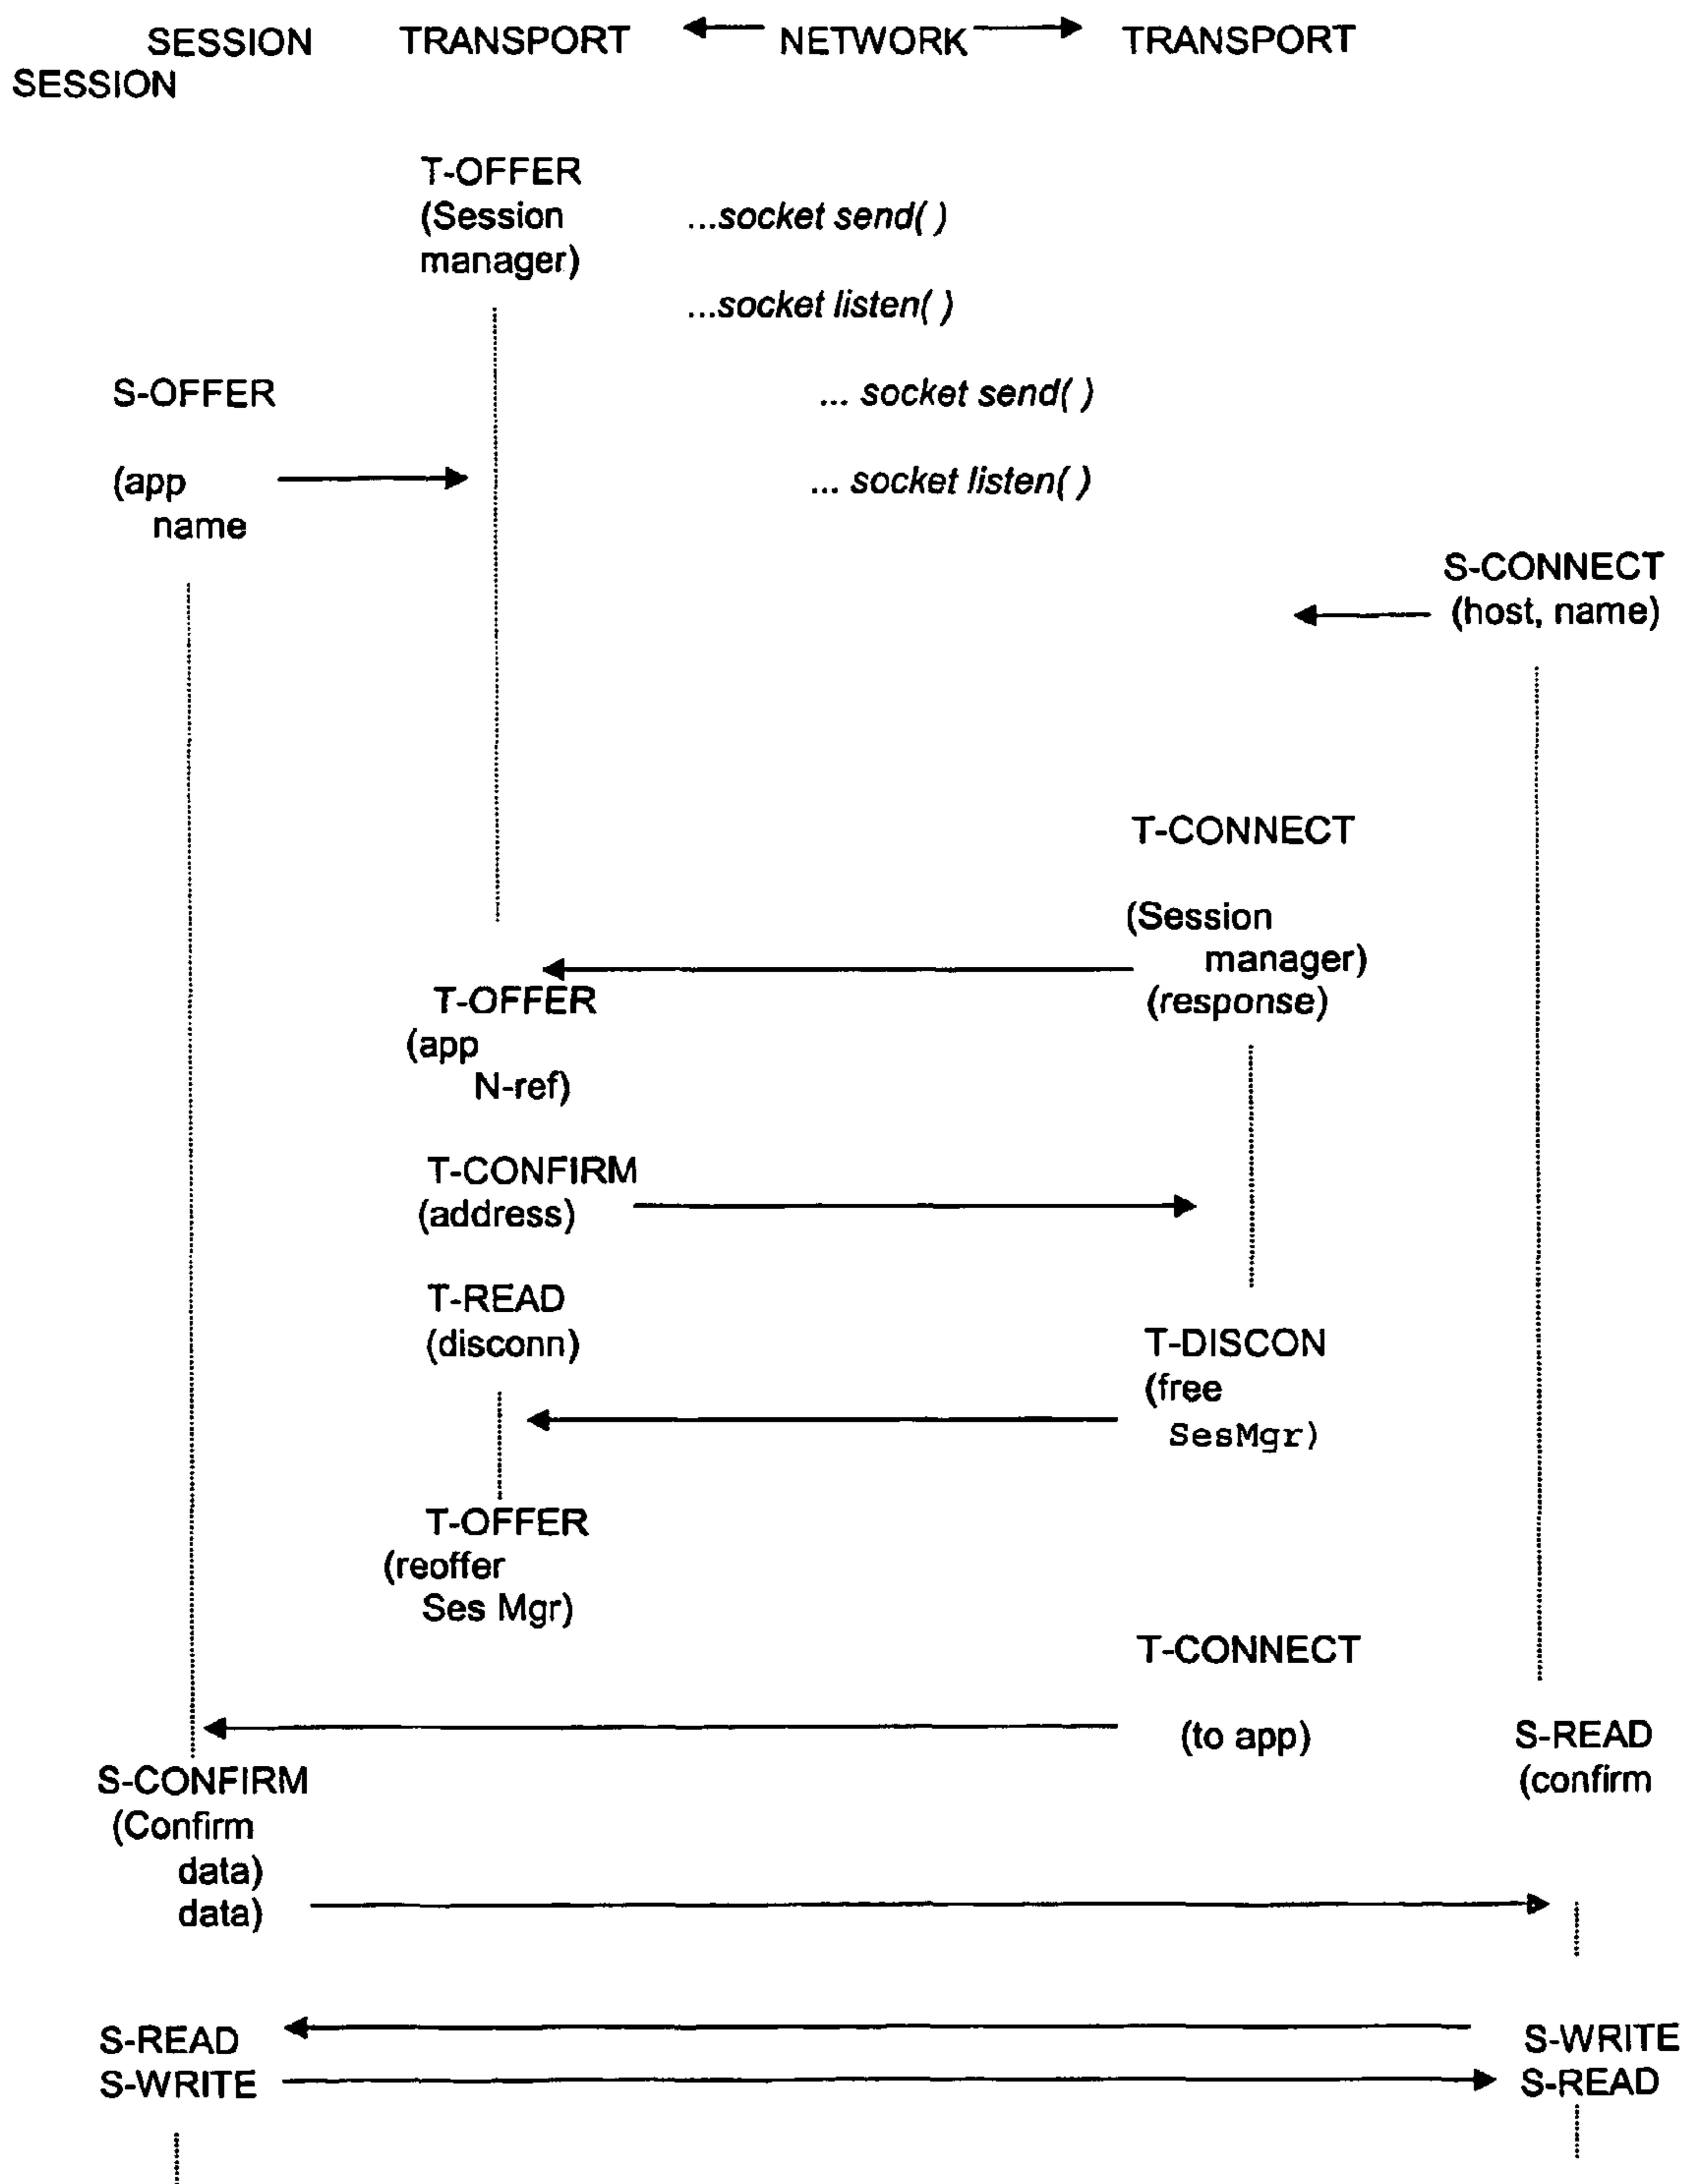 SESSION TRANSPORT NETWORK TRANSPORT
SESSION
T-OFFER
(Session ...socket send( )
manager)
...socket listen( )
S-OFFER ... socket send( )
(app ... socket listen( )
name
S-CONNECT
(host, name)
T-CONNECT
(Session
manager)
T-OFFER (response)
(app
N-ref)
T-CONFIRM
(address)
T-READ
(disconn) T-DISCON
(free
SesMgr)
T-OFFER
(reoffer
Ses Mgr)
T-CONNECT
(to app) S-READ
S-CONFIRM (confirm
(Confirm
data)
data)
S-READ S-WRITE
S-WRITE S-READ